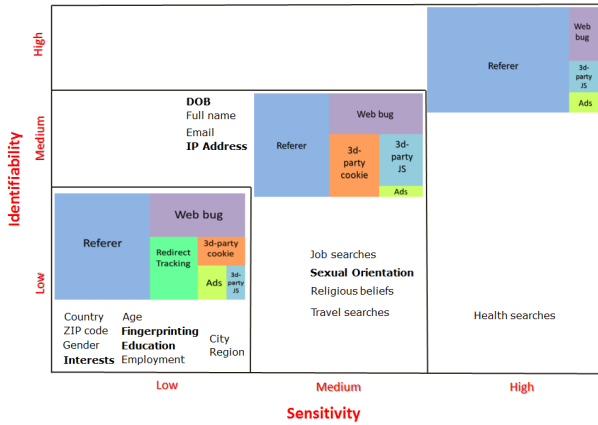 High
Referer
Web
bug
3d-
party
JS
Ads
Medium
DOB
Full name
Email
IP Address
Referer
Web bug
3d-
party
cookie
3d-
party
JS
Ads
Identifiability
Low
Referer
Web bug
Redirect
Tracking
3d-party
cookie
Ads
3d-
party
JS
Job searches
Sexual Orientation
Religious beliefs
Travel searches
Health searches
Country
ZIP code
Gender
Interests
Age
Fingerprinting
Education
Employment
City
Region
Low
Medium
High
Sensitivity